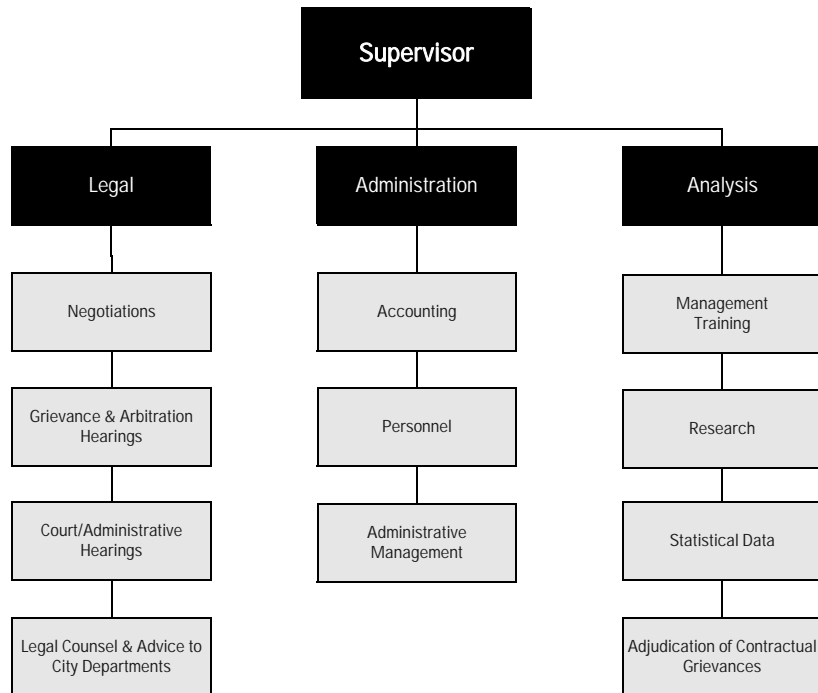 Supervisor
Legal
Administration
Analysis
Negotiations
Accounting
Management
Training
Grievance & Arbitration
Hearings
Personnel
Research
Court/Administrative
Hearings
Administrative
Management
Statistical Data
Legal Counsel & Advice to
City Departments
Adjudication of Contractual
Grievances